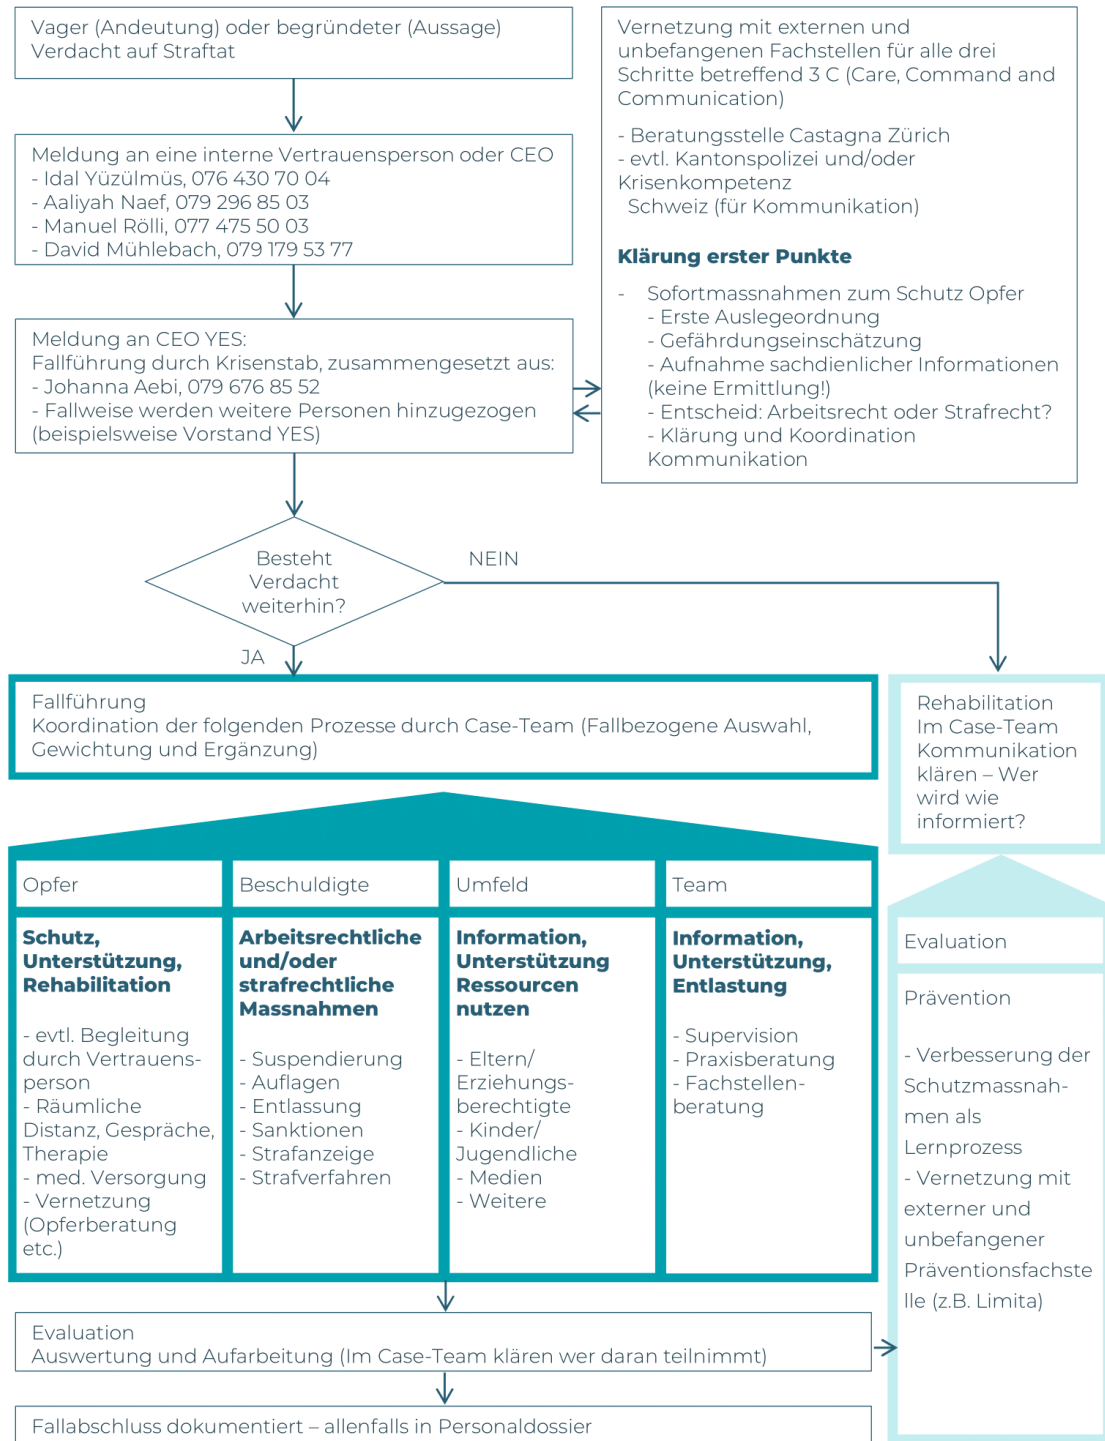 Vager (Andeutung) oder begründeter (Aussage)
Verdacht auf Straftat
Meldung an eine interne Vertrauensperson oder CEO
- Idal Yüzülmüs, 076 430 70 04
- Aaliyah Naef, 079 296 85 03
- Manuel Rölli, 077 475 50 03
- David Mühlebach, 079 179 53 77
Meldung an CEO YES:
Fallführung durch Krisenstab, zusammengesetzt aus:
- Johanna Aebi, 079 676 85 52
- Fallweise werden weitere Personen hinzugezogen
(beispielsweise Vorstand YES)
Vernetzung mit externen und
unbefangenen Fachstellen für alle drei
Schritte betreffend 3 C (Care, Command and
Communication)
- Beratungsstelle Castagna Zürich
- evtl. Kantonspolizei und/oder
Krisenkompetenz
Schweiz (für Kommunikation)
Klärung erster Punkte
- Sofortmassnahmen zum Schutz Opfer
- Erste Auslegeordnung
- Gefährdungseinschätzung
- Aufnahme sachdienlicher Informationen
(keine Ermittlung!)
- Entscheid: Arbeitsrecht oder Strafrecht?
- Klärung und Koordination
Kommunikation
Besteht
Verdacht
weiterhin?
NEIN
JA
Fallführung
Koordination der folgenden Prozesse durch Case-Team (Fallbezogene Auswahl,
Gewichtung und Ergänzung)
Rehabilitation
Im Case-Team
Kommunikation
klären – Wer
wird wie
informiert?
Opfer
Schutz,
Unterstützung,
Rehabilitation
- evtl. Begleitung
durch Vertrauens-
person
- Räumliche
Distanz, Gespräche,
Therapie
- med. Versorgung
- Vernetzung
(Opferberatung
etc.)
Beschuldigte
Arbeitsrechtliche
und/oder
strafrechtliche
Massnahmen
- Suspendierung
- Auflagen
- Entlassung
- Sanktionen
- Strafanzeige
- Strafverfahren
Umfeld
Information,
Unterstützung
Ressourcen
nutzen
- Eltern/
Erziehungs-
berechtigte
- Kinder/
Jugendliche
- Medien
- Weitere
Team
Information,
Unterstützung,
Entlastung
- Supervision
- Praxisberatung
- Fachstellen-
beratung
Evaluation
Prävention
- Verbesserung der
Schutzmassnah-
men als
Lernprozess
- Vernetzung mit
externer und
unbefangener
Präventionsfachste
lle (z.B. Limita)
Evaluation
Auswertung und Aufarbeitung (Im Case-Team klären wer daran teilnimmt)
Fallabschluss dokumentiert – allenfalls in Personaldossier